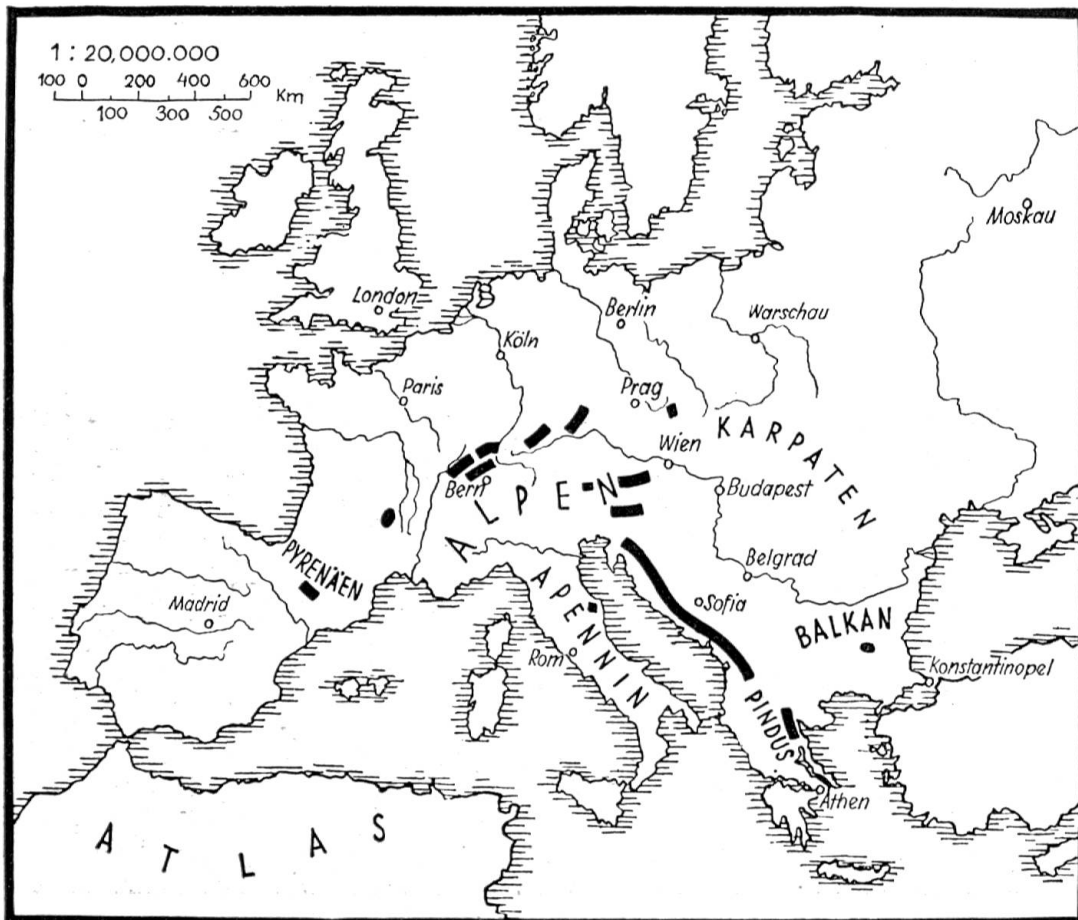 1 : 20,000.000
100 0 200 400 600 Km
100 300 500
Moskau
London
Berlin
Warschau
Köln
Paris
Prag
KARPATEN
Wien
Bern
ALPEN
Budapest
PYRENÄEN
Belgrad
APENNIN
Madrid
Sofia
BALKAN
Rom
Konstantinopel
PINDUS
Athen
ATLAS